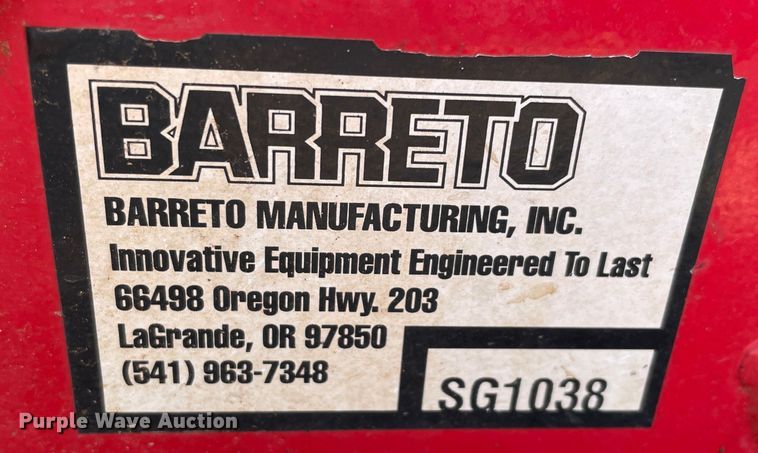 BARRETO
BARRETO MANUFACTURING, INC.
Innovative Equipment Engineered To Last
66498 Oregon Hwy. 203
LaGrande, OR 97850
(541) 963-7348
SG1038
Purple Wave Auction